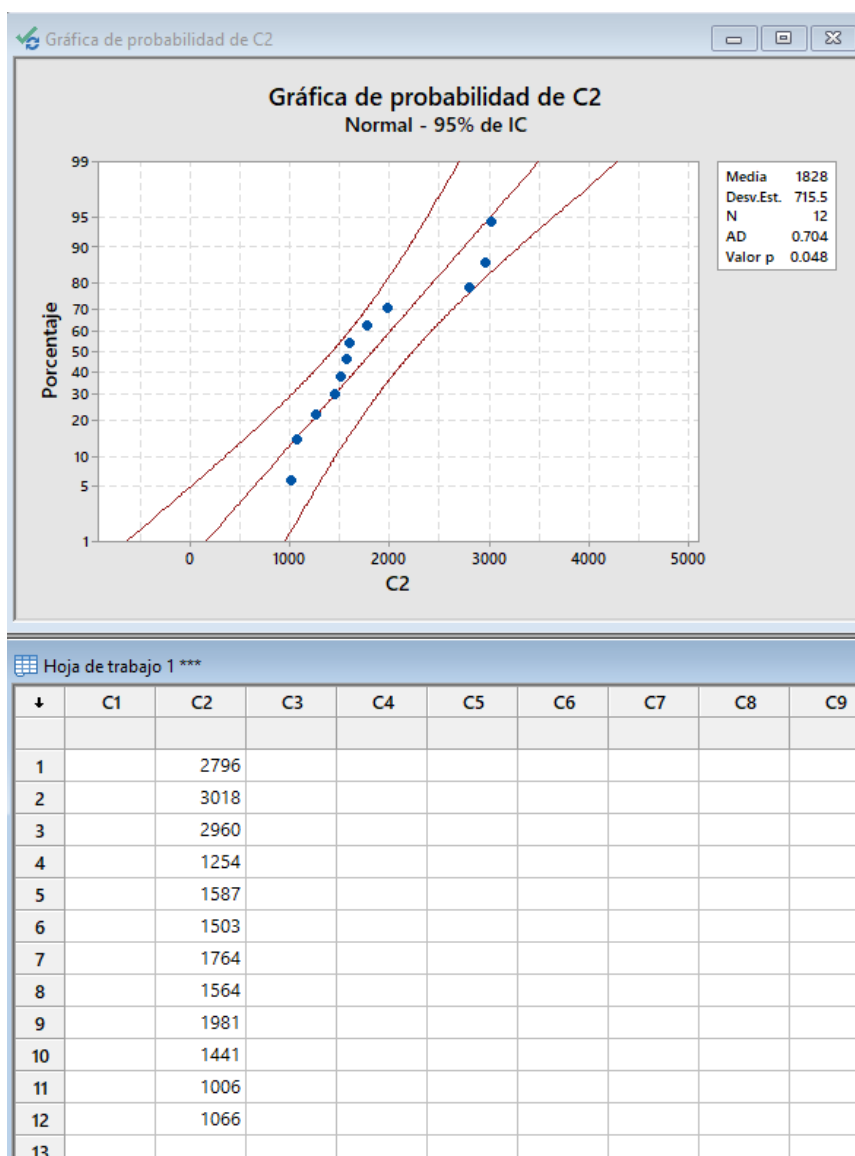 Gráfica de probabilidad de C2
Gráfica de probabilidad de C2
Normal - 95% de IC
99
95
90
80
70
60
50
40
30
20
10
5
1
Porcentaje
0 1000 2000 3000 4000 5000
C2
Media 1828
Desv.Est. 715.5
N 12
AD 0.704
Valor p 0.048
Hoja de trabajo 1 ***
C1 C2 C3 C4 C5 C6 C7 C8 C9
1 2796
2 3018
3 2960
4 1254
5 1587
6 1503
7 1764
8 1564
9 1981
10 1441
11 1006
12 1066
13